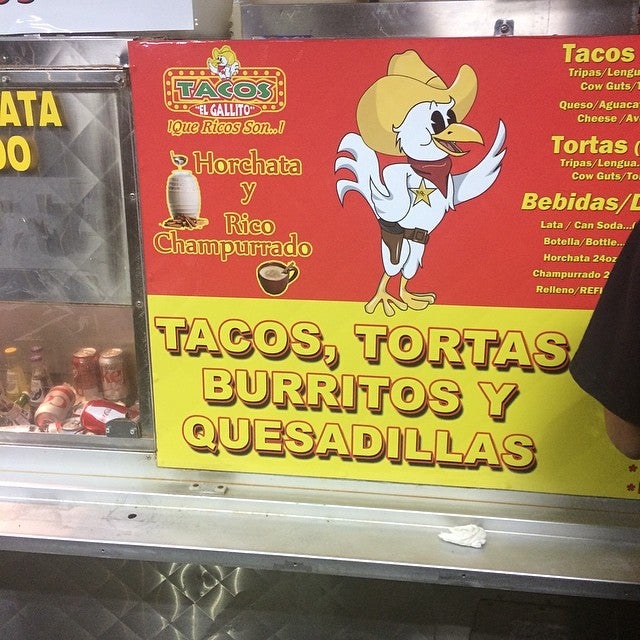 ATA
DO
TACOS
"EL GALLITO"
¡Que Ricos Son..!
Horchata
y
Rico
Champurrado
TACOS, TORTAS
BURRITOS Y
QUESADILLAS
Tacos
Tripas/Lengu
Cow Guts/T
Queso/Aguaca
Cheese / Av
Tortas (
Tripas/Lengua.
Cow Guts/To
Bebidas/D
Lata / Can Soda...(
Botella/Bottle...
Horchata 24oz
Champurrado 2
Relleno/REFI